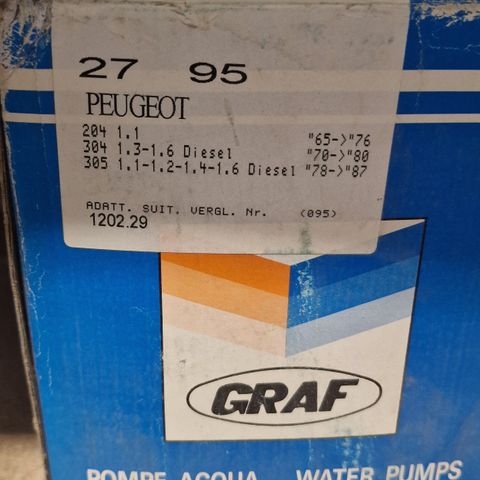 27 95
PEUGEOT
204 1.1 "65->"76
304 1.3-1.6 Diesel "70->"80
305 1.1-1.2-1.4-1.6 Diesel "78->"87
ADATT. SUIT. VERGL. Nr. (095)
1202.29
GRAF
POMPE ACQUA WATER PUMPS